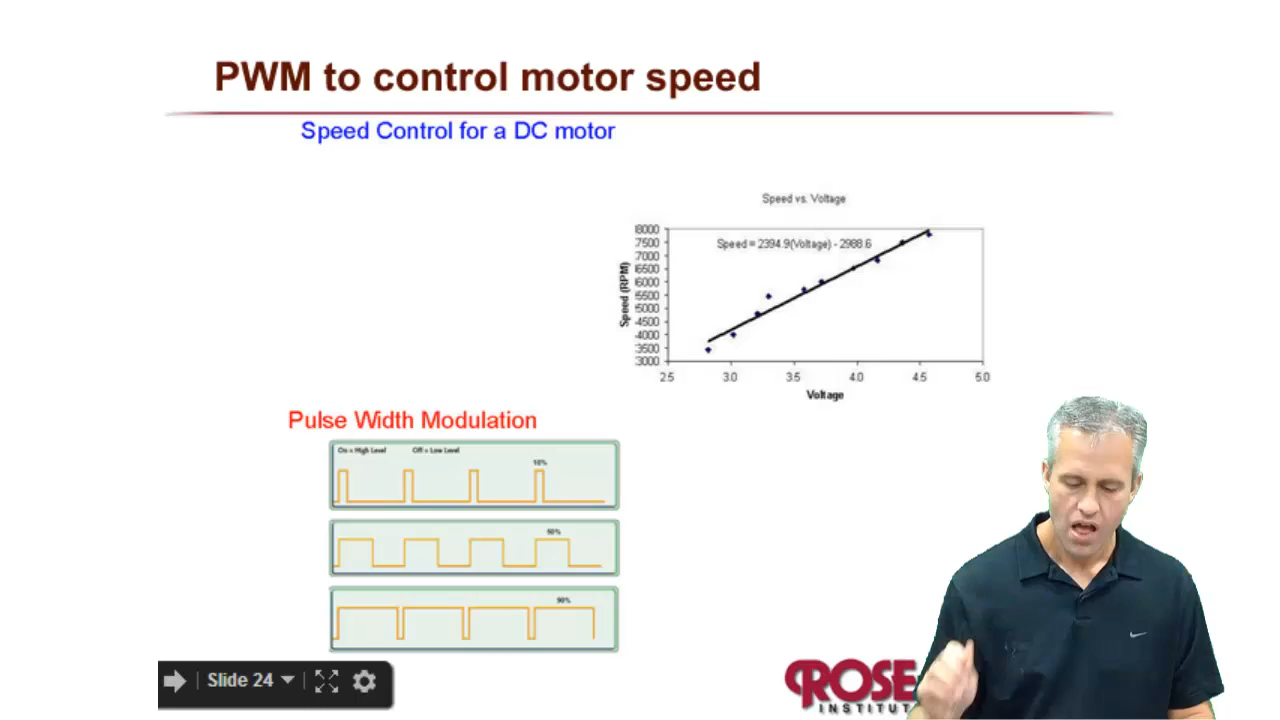 PWM to control motor speed
Speed Control for a DC motor
Speed vs. Voltage
Speed = 2394.9(Voltage) - 2988.6
8000
7500
7000
6500
6000
5500
5000
4500
4000
3500
3000
Speed (RPM)
2.5 3.0 3.5 4.0 4.5 5.0
Voltage
Pulse Width Modulation
On = High Level Off = Low Level
10%
50%
90%
Slide 24
ROSE
INSTITUT